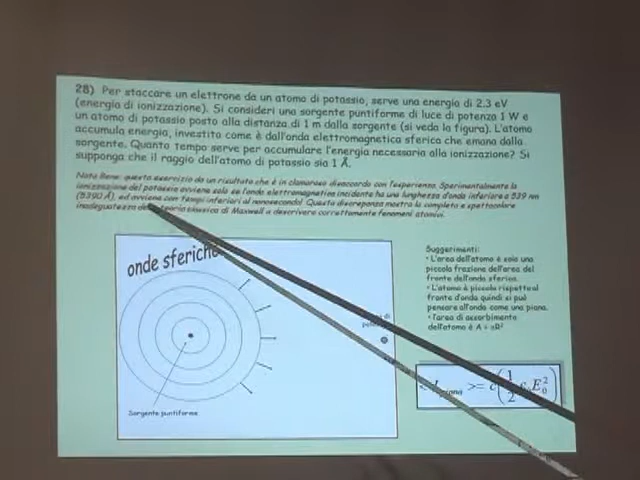 28) Per staccare un elettrone da un atomo di potassio, serve una energia di 2.3 eV
(energia di ionizzazione). Si consideri una sorgente puntiforme di luce di potenza 1 W e
un atomo di potassio posto alla distanza di 1 m dalla sorgente (si veda la figura). L'atomo
accumula energia, investito come è dall'onda elettromagnetica sferica che emana dalla
sorgente. Quanto tempo serve per accumulare l'energia necessaria alla ionizzazione? Si
supponga che il raggio dell'atomo di potassio sia 1 Å.
Nota Bene: questo esercizio da un risultato che è in clamoroso disaccordo con l'esperienza. Sperimentalmente la
ionizzazione del potassio avviene solo se l'onda elettromagnetica incidente ha una lunghezza d'onda inferiore a 539 nm
(5390 Å), ed avviene con tempi inferiori al nanosecondo! Questa discrepanza mostra la completa e spettacolare
inadeguatezza della teoria classica di Maxwell a descrivere correttamente fenomeni atomici.
onde sferiche
di
Sorgente puntiforme
Suggerimenti:
• L'area dell'atomo è solo una
piccola frazione dell'area del
fronte dell'onda sferica.
• L'atomo è piccolo rispetto al
fronte d'onda quindi si può
pensare all'onda come una piana.
• l'area di assorbimento
dell'atomo è A = πR²
>= c(1/2 ε₀E₀²)